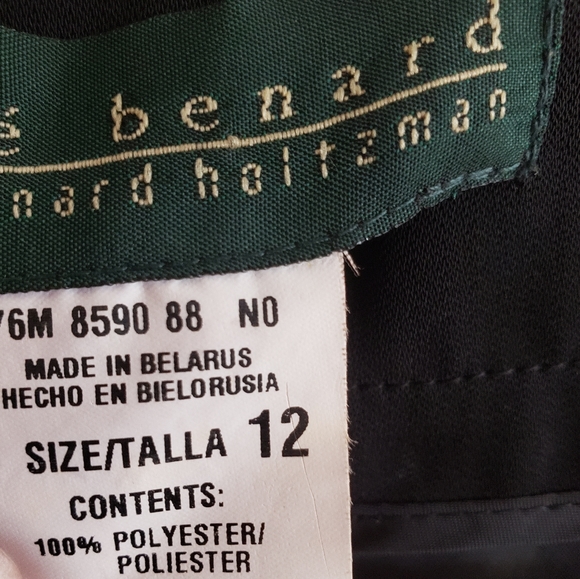 benard
nard holtzman
76M 8590 88 NO
MADE IN BELARUS
HECHO EN BIELORUSIA
SIZE/TALLA 12
CONTENTS:
100% POLYESTER/
POLIESTER